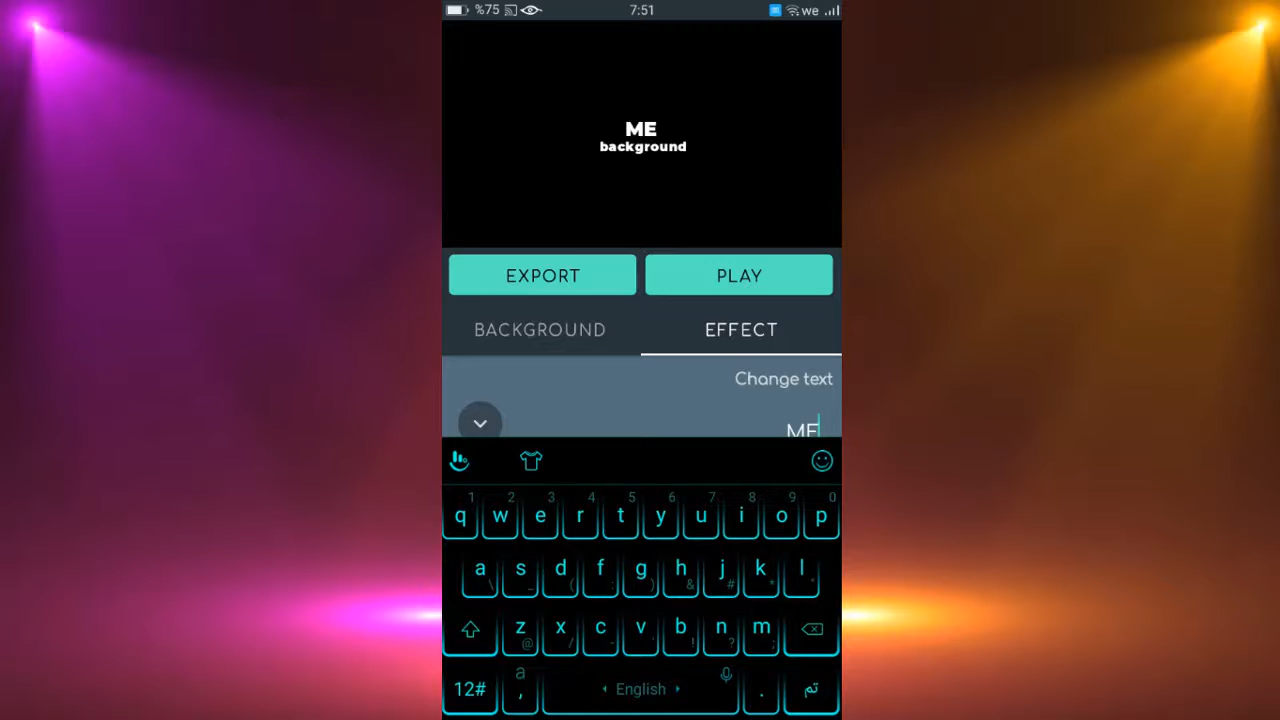 %75 7:51 we
ME
background
EXPORT PLAY
BACKGROUND EFFECT
Change text
ME
1 2 3 4 5 6 7 8 9 0
q w e r t y u i o p
a s d f g h j k l
\ _ ( : ) & # * "
z x c v b n m
@ / - ' ! ? ;
12# a , English . تم